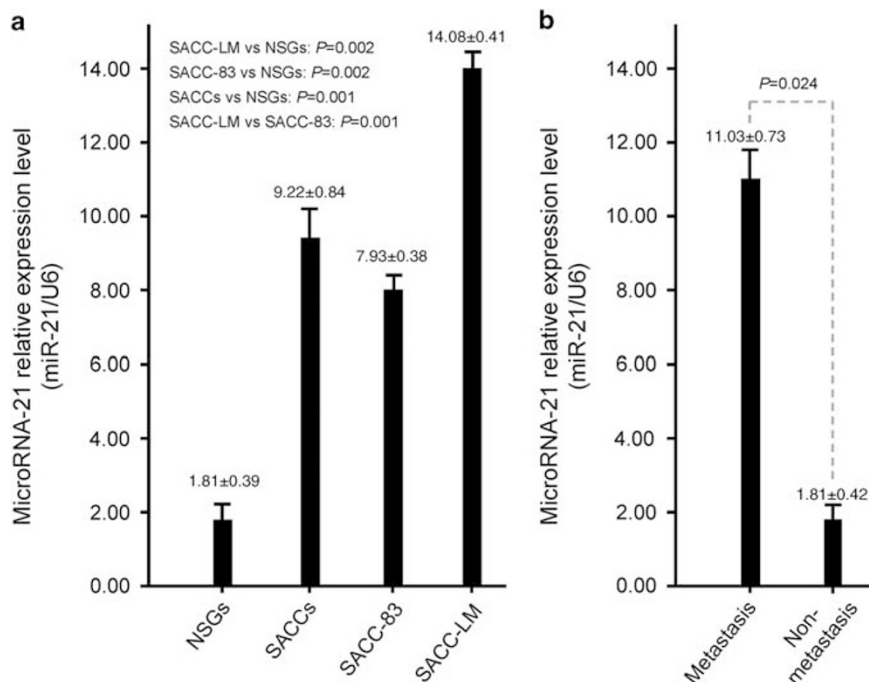 a
MicroRNA-21 relative expression level
(miR-21/U6)
14.00
12.00
10.00
8.00
6.00
4.00
2.00
0.00
SACC-LM vs NSGs: P=0.002
SACC-83 vs NSGs: P=0.002
SACCs vs NSGs: P=0.001
SACC-LM vs SACC-83: P=0.001
1.81±0.39
9.22±0.84
7.93±0.38
14.08±0.41
NSGs
SACCs
SACC-83
SACC-LM
b
MicroRNA-21 relative expression level
(miR-21/U6)
14.00
12.00
10.00
8.00
6.00
4.00
2.00
0.00
P=0.024
11.03±0.73
1.81±0.42
Metastasis
Non-
metastasis